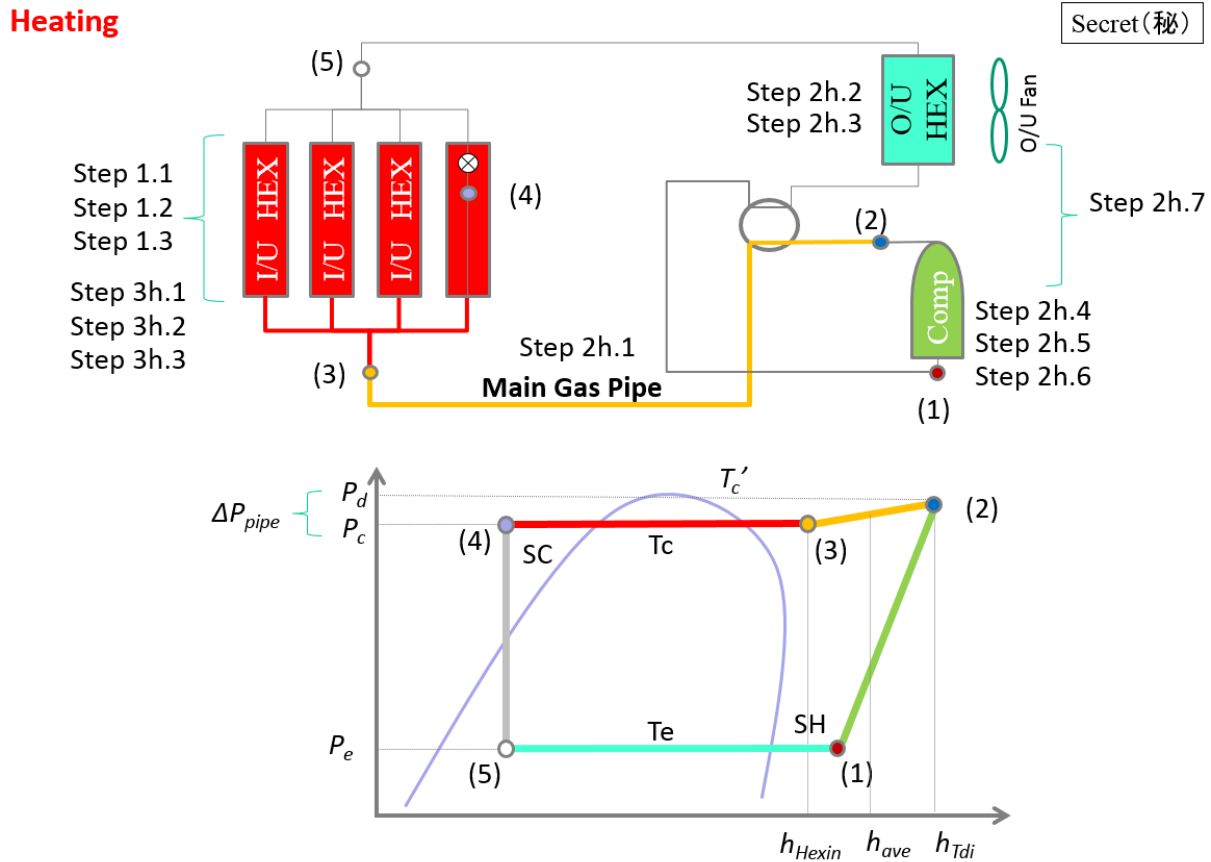 Heating
Secret(秘)
(5)
Step 2h.2
Step 2h.3
O/U HEX
O/U Fan
Step 1.1
Step 1.2
Step 1.3
I/U HEX
I/U HEX
I/U HEX
(4)
(2)
Step 2h.7
Step 3h.1
Step 3h.2
Step 3h.3
Comp
Step 2h.4
Step 2h.5
Step 2h.6
Step 2h.1
(3)
Main Gas Pipe
(1)
Tc'
Pd
ΔPpipe
Pc
(2)
(4)
SC
Tc
(3)
SH
Pe
Te
(5)
(1)
hHexin
have
hTdi